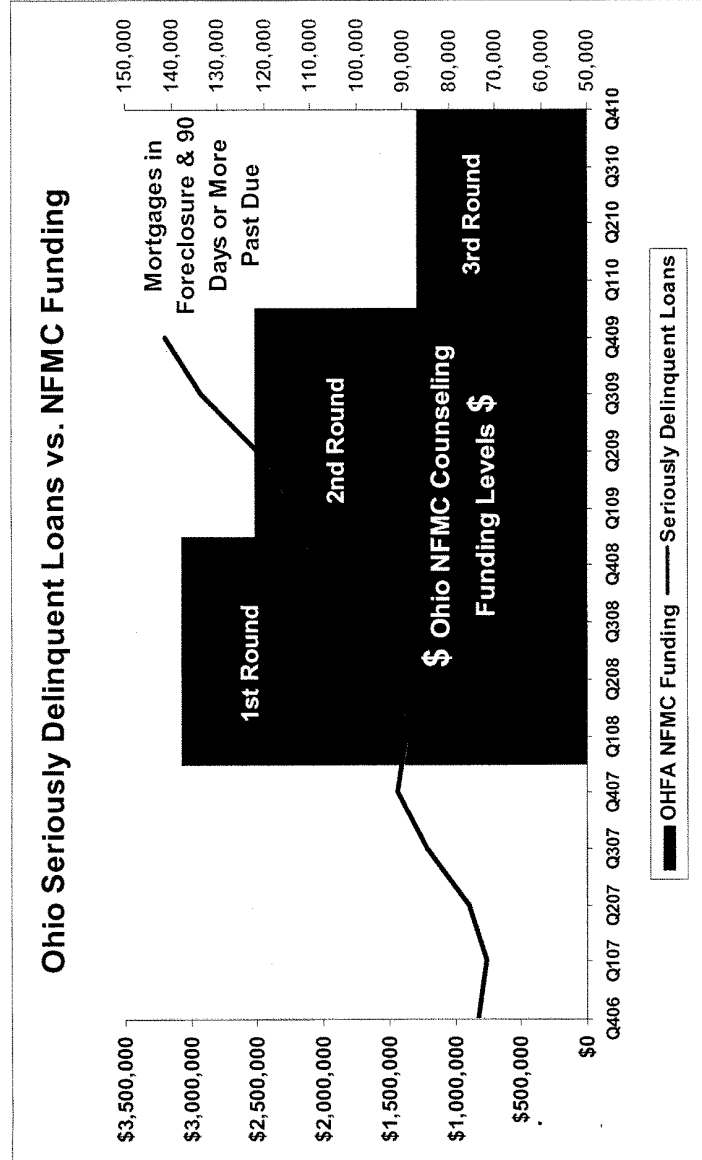 Ohio Seriously Delinquent Loans vs. NFMC Funding
$3,500,000
$3,000,000
$2,500,000
$2,000,000
$1,500,000
$1,000,000
$500,000
$0
150,000
140,000
130,000
120,000
110,000
100,000
90,000
80,000
70,000
60,000
50,000
Mortgages in
Foreclosure & 90
Days or More
Past Due
1st Round
2nd Round
3rd Round
$ Ohio NFMC Counseling
Funding Levels $
Q406 Q107 Q207 Q307 Q407 Q108 Q208 Q308 Q408 Q109 Q209 Q309 Q409 Q110 Q210 Q310 Q410
OHFA NFMC Funding Seriously Delinquent Loans